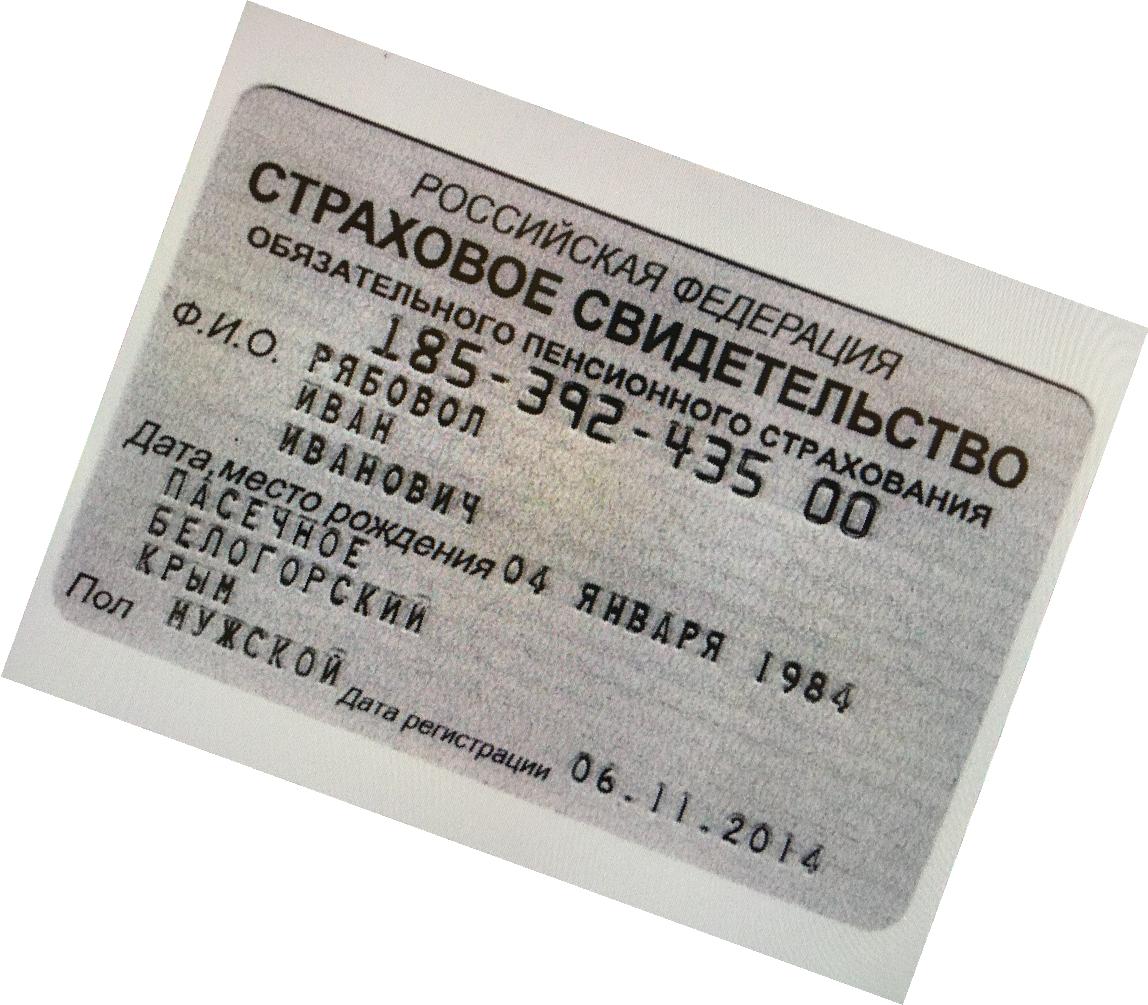 РОССИЙСКАЯ ФЕДЕРАЦИЯ
СТРАХОВОЕ СВИДЕТЕЛЬСТВО
ОБЯЗАТЕЛЬНОГО ПЕНСИОННОГО СТРАХОВАНИЯ
185-392-435 00
Ф.И.О. РЯБОВОЛ
ИВАН
ИВАНОВИЧ
Дата, место рождения 04 ЯНВАРЯ 1984
ПАСЕЧНОЕ
БЕЛОГОРСКИЙ
КРЫМ
Пол МУЖСКОЙ
Дата регистрации 06.11.2014